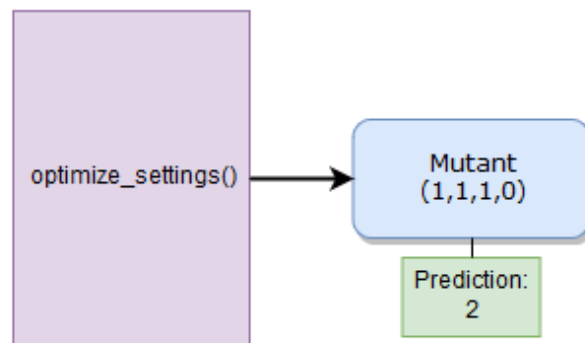 optimize_settings()
Mutant
(1,1,1,0)
Prediction:
2